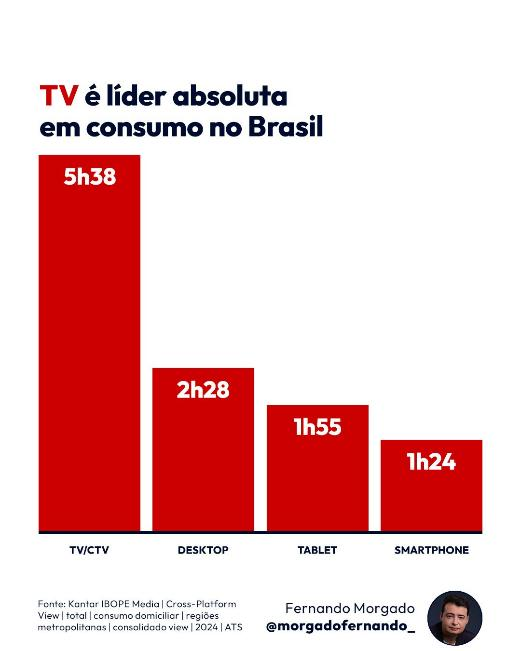 TV é líder absoluta
em consumo no Brasil
5h38
2h28
1h55
1h24
TV/CTV
DESKTOP
TABLET
SMARTPHONE
Fonte: Kantar IBOPE Media | Cross-Platform
View | total | consumo domiciliar | regiões
metropolitanas | consolidado view | 2024 | ATS
Fernando Morgado
@morgadofernando_